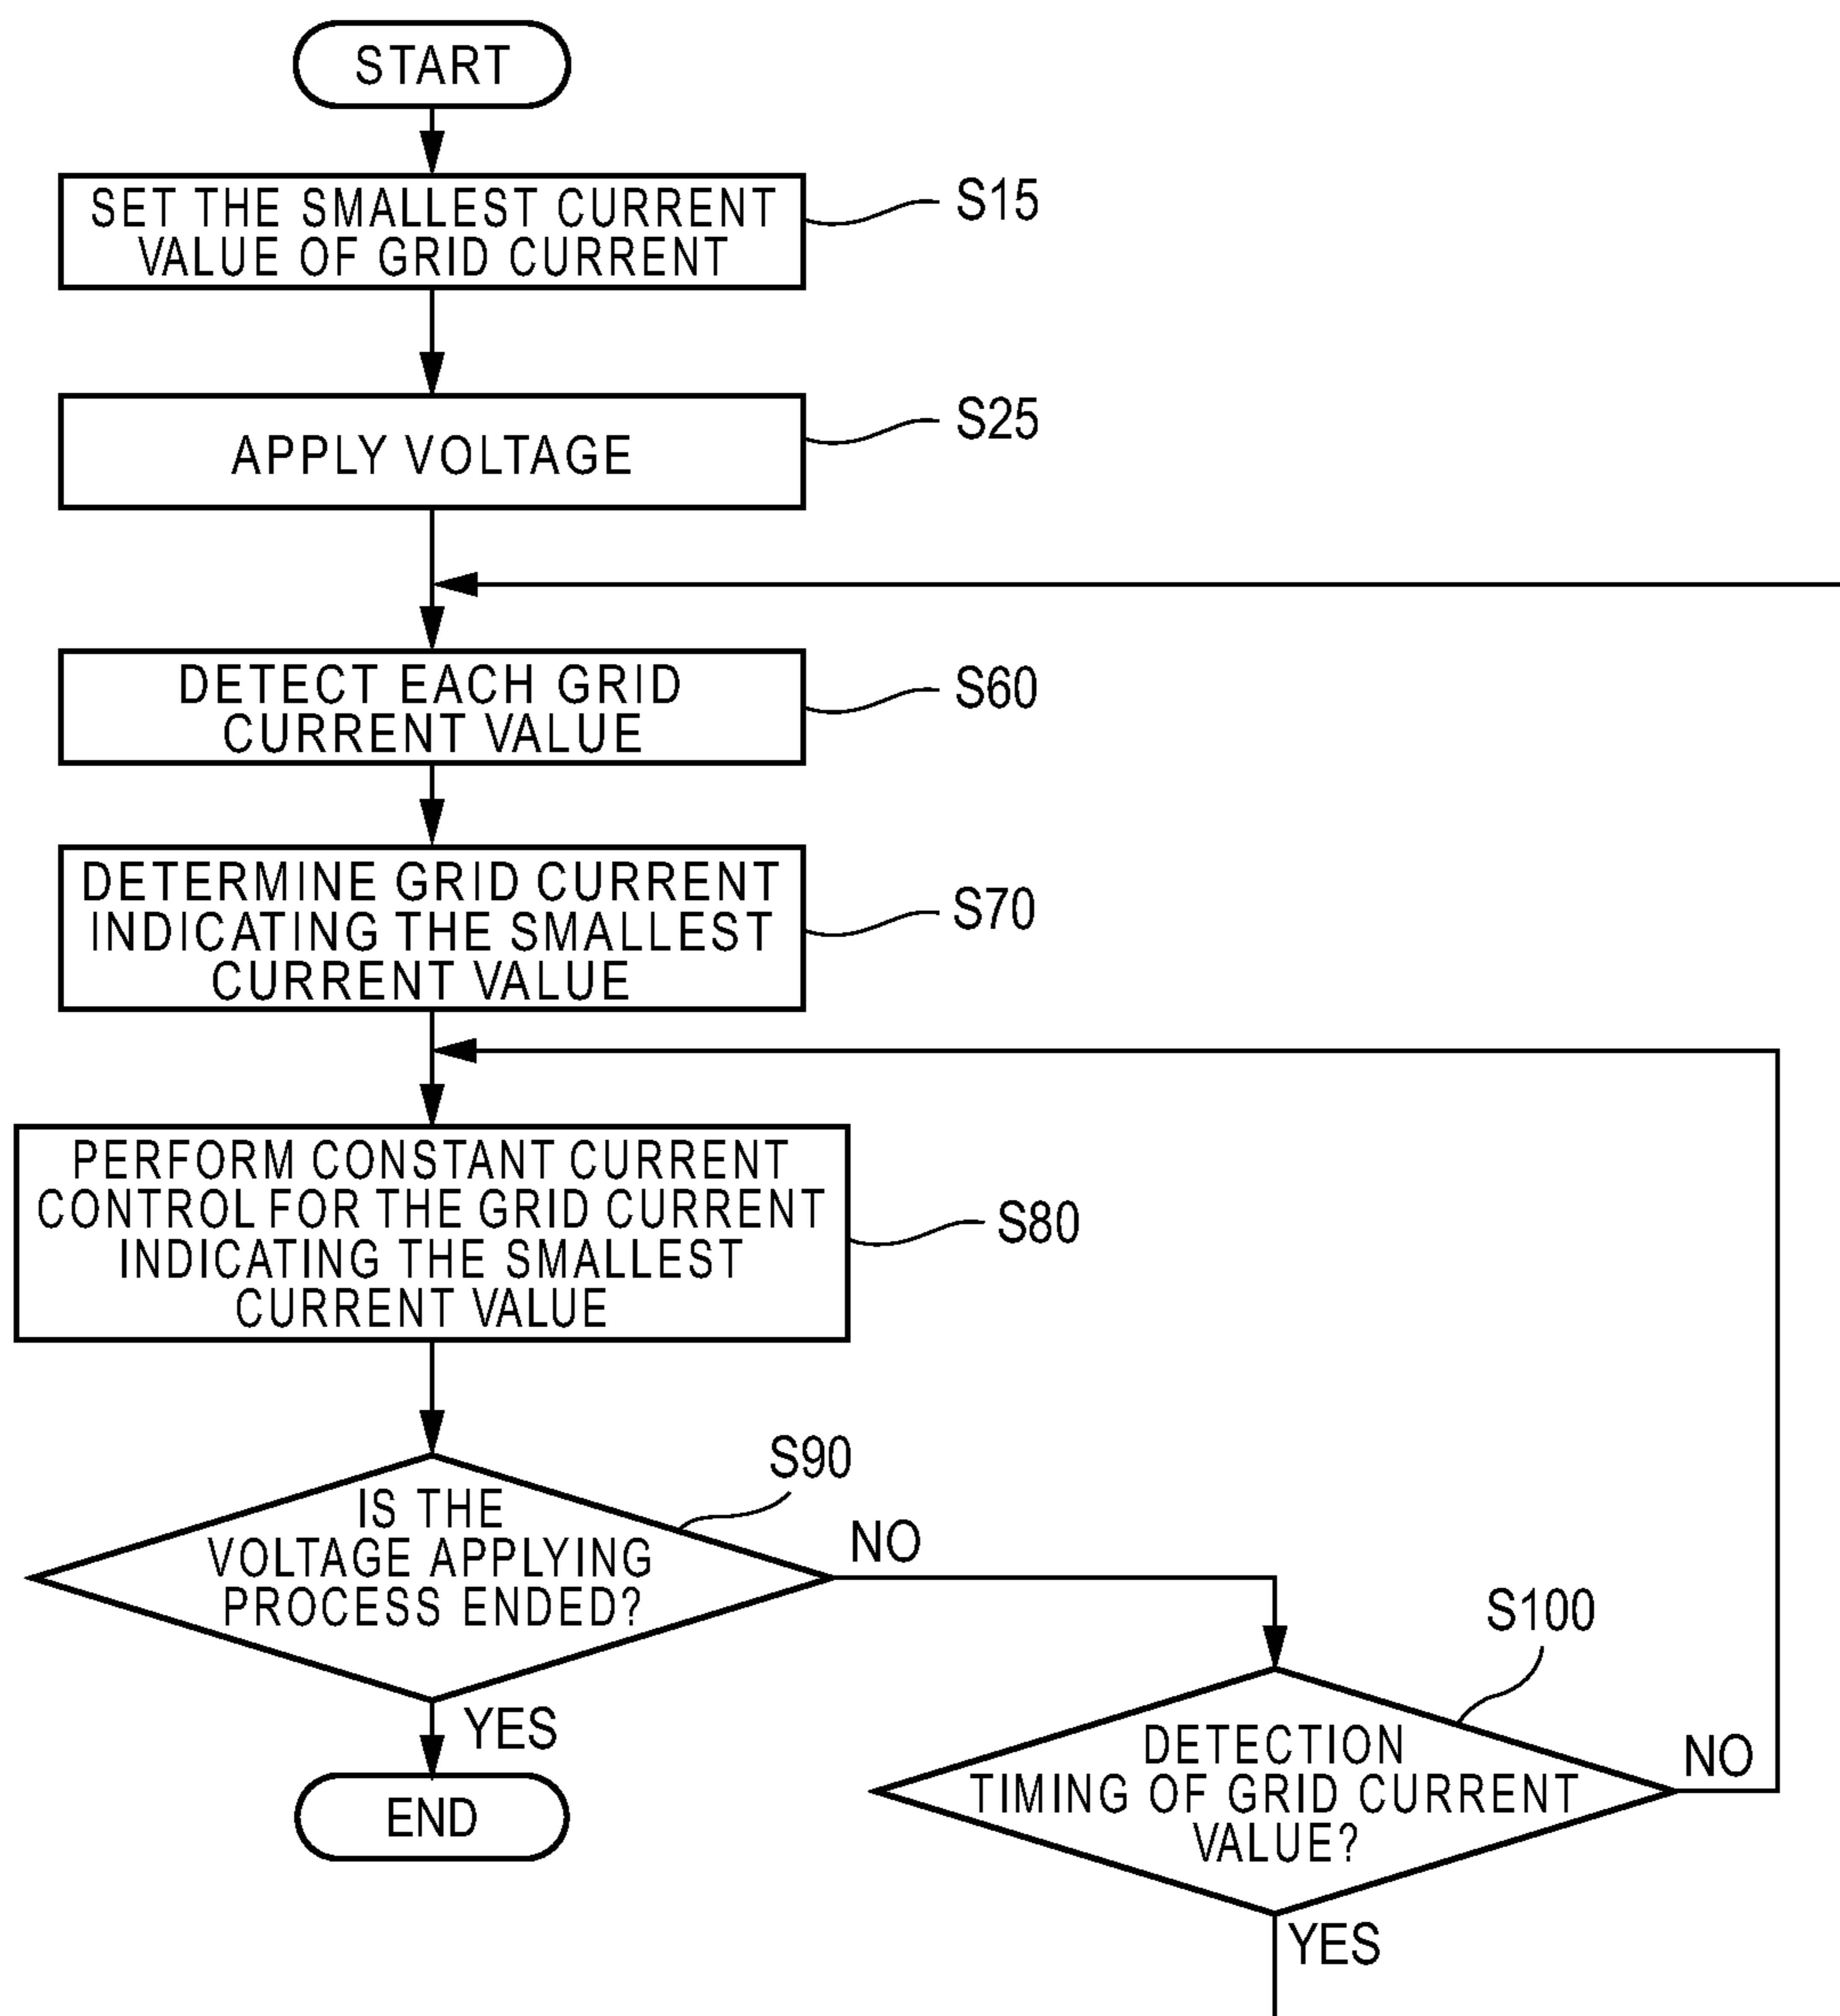 START
SET THE SMALLEST CURRENT
VALUE OF GRID CURRENT
S15
APPLY VOLTAGE
S25
DETECT EACH GRID
CURRENT VALUE
S60
DETERMINE GRID CURRENT
INDICATING THE SMALLEST
CURRENT VALUE
S70
PERFORM CONSTANT CURRENT
CONTROL FOR THE GRID CURRENT
INDICATING THE SMALLEST
CURRENT VALUE
S80
S90
IS THE
VOLTAGE APPLYING
PROCESS ENDED?
NO
YES
END
S100
DETECTION
TIMING OF GRID CURRENT
VALUE?
NO
YES